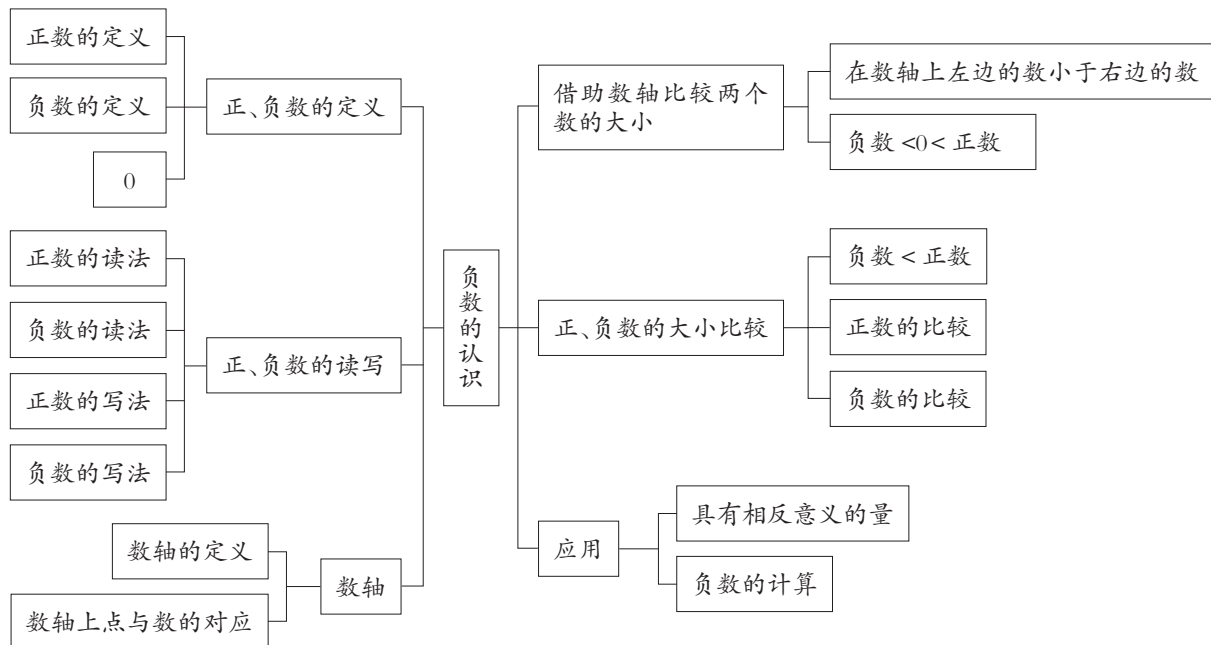 正数的定义
负数的定义
0
正、负数的定义
正数的读法
负数的读法
正数的写法
负数的写法
正、负数的读写
数轴的定义
数轴上点与数的对应
数轴
负数的认识
借助数轴比较两个
数的大小
在数轴上左边的数小于右边的数
负数<0<正数
正、负数的大小比较
负数<正数
正数的比较
负数的比较
应用
具有相反意义的量
负数的计算